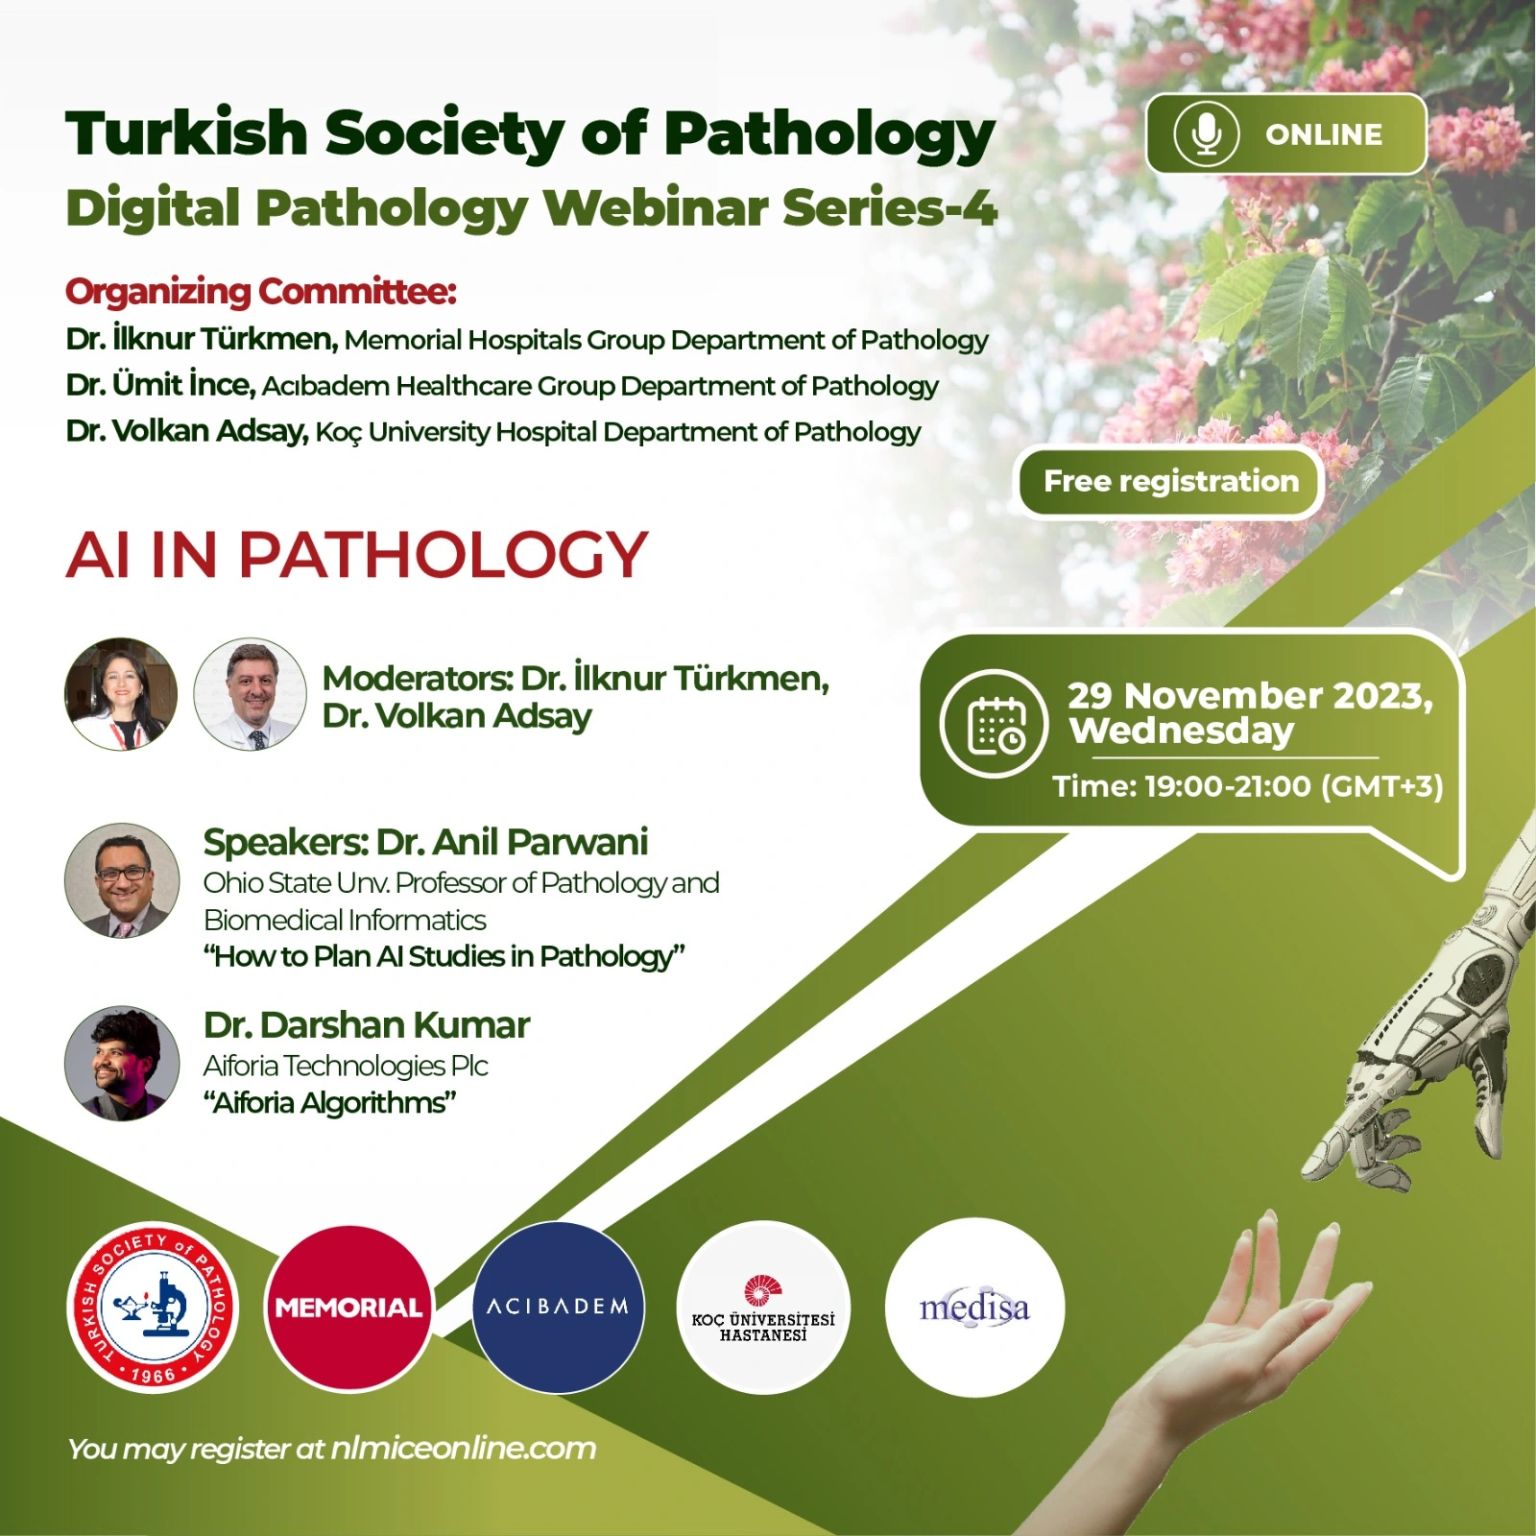 Turkish Society of Pathology
Digital Pathology Webinar Series-4
ONLINE
Organizing Committee:
Dr. İlknur Türkmen, Memorial Hospitals Group Department of Pathology
Dr. Ümit İnce, Acıbadem Healthcare Group Department of Pathology
Dr. Volkan Adsay, Koç University Hospital Department of Pathology
Free registration
AI IN PATHOLOGY
Moderators: Dr. İlknur Türkmen,
Dr. Volkan Adsay
29 November 2023,
Wednesday
Time: 19:00-21:00 (GMT+3)
Speakers: Dr. Anil Parwani
Ohio State Unv. Professor of Pathology and
Biomedical Informatics
“How to Plan AI Studies in Pathology”
Dr. Darshan Kumar
Aiforia Technologies Plc
“Aiforia Algorithms”
TURKISH SOCIETY of PATHOLOGY
• 1966 •
MEMORIAL
ACIBADEM
KOÇ ÜNİVERSİTESİ
HASTANESİ
medisa
You may register at nlmiceonline.com